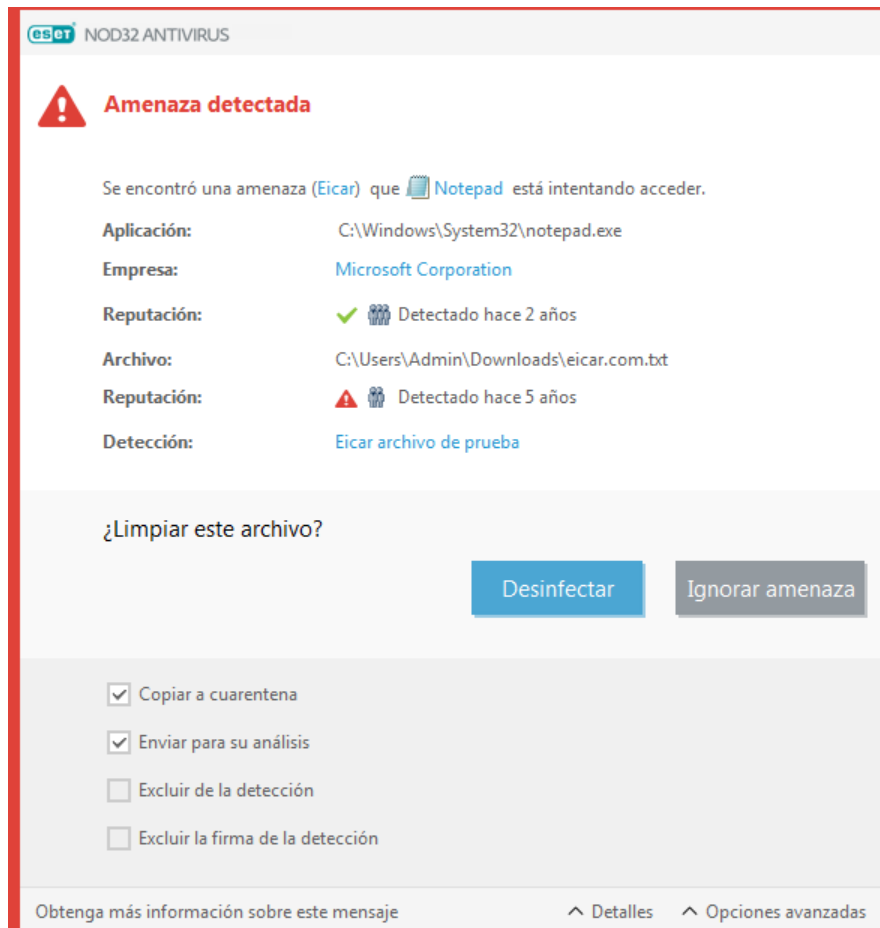 eset NOD32 ANTIVIRUS
Amenaza detectada
Se encontró una amenaza (Eicar) que Notepad está intentando acceder.
Aplicación: C:\Windows\System32\notepad.exe
Empresa: Microsoft Corporation
Reputación: Detectado hace 2 años
Archivo: C:\Users\Admin\Downloads\eicar.com.txt
Reputación: Detectado hace 5 años
Detección: Eicar archivo de prueba
¿Limpiar este archivo?
Desinfectar Ignorar amenaza
Copiar a cuarentena
Enviar para su análisis
Excluir de la detección
Excluir la firma de la detección
Obtenga más información sobre este mensaje Detalles Opciones avanzadas